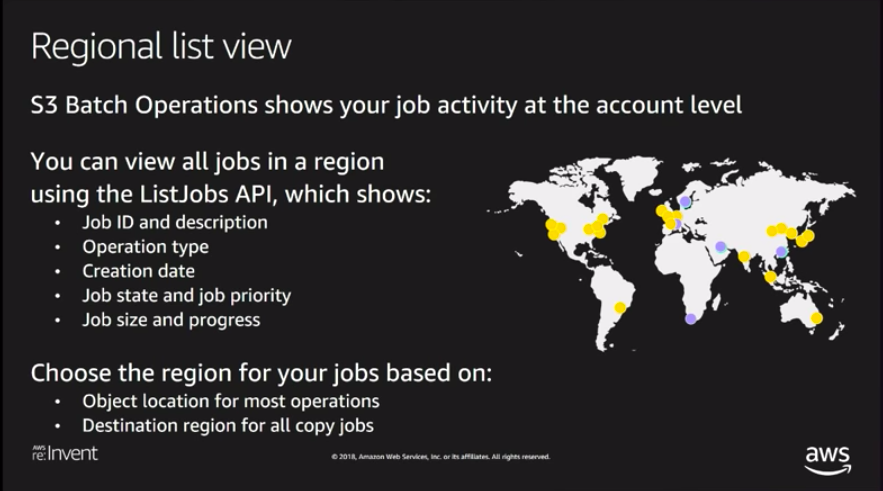 Regional list view
S3 Batch Operations shows your job activity at the account level
You can view all jobs in a region
using the ListJobs API, which shows:
• Job ID and description
• Operation type
• Creation date
• Job state and job priority
• Job size and progress
Choose the region for your jobs based on:
• Object location for most operations
• Destination region for all copy jobs
AWS
re:Invent
© 2018, Amazon Web Services, Inc. or its affiliates. All rights reserved.
aws